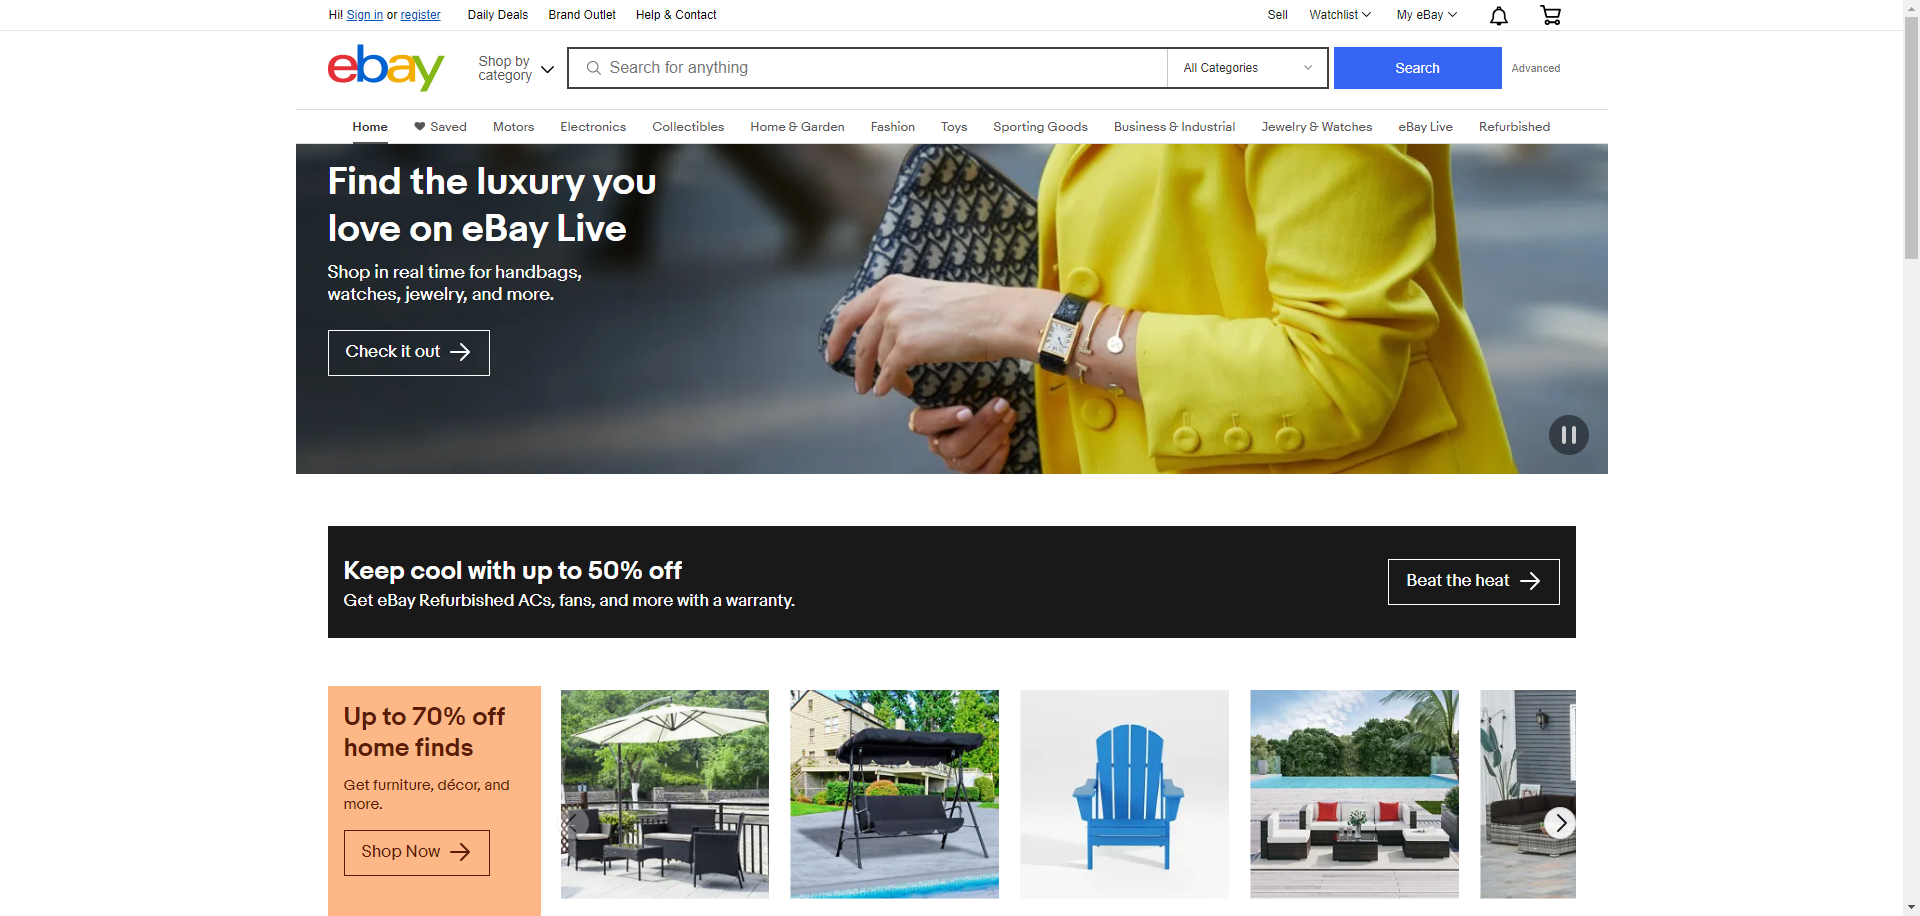 Hi! Sign in or register
Daily Deals
Brand Outlet
Help & Contact
Sell
Watchlist
My eBay
ebay
Shop by
category
Search for anything
All Categories
Search
Advanced
Home
Saved
Motors
Electronics
Collectibles
Home & Garden
Fashion
Toys
Sporting Goods
Business & Industrial
Jewelry & Watches
eBay Live
Refurbished
Find the luxury you
love on eBay Live
Shop in real time for handbags,
watches, jewelry, and more.
Check it out
Keep cool with up to 50% off
Get eBay Refurbished ACs, fans, and more with a warranty.
Beat the heat
Up to 70% off
home finds
Get furniture, décor, and
more.
Shop Now